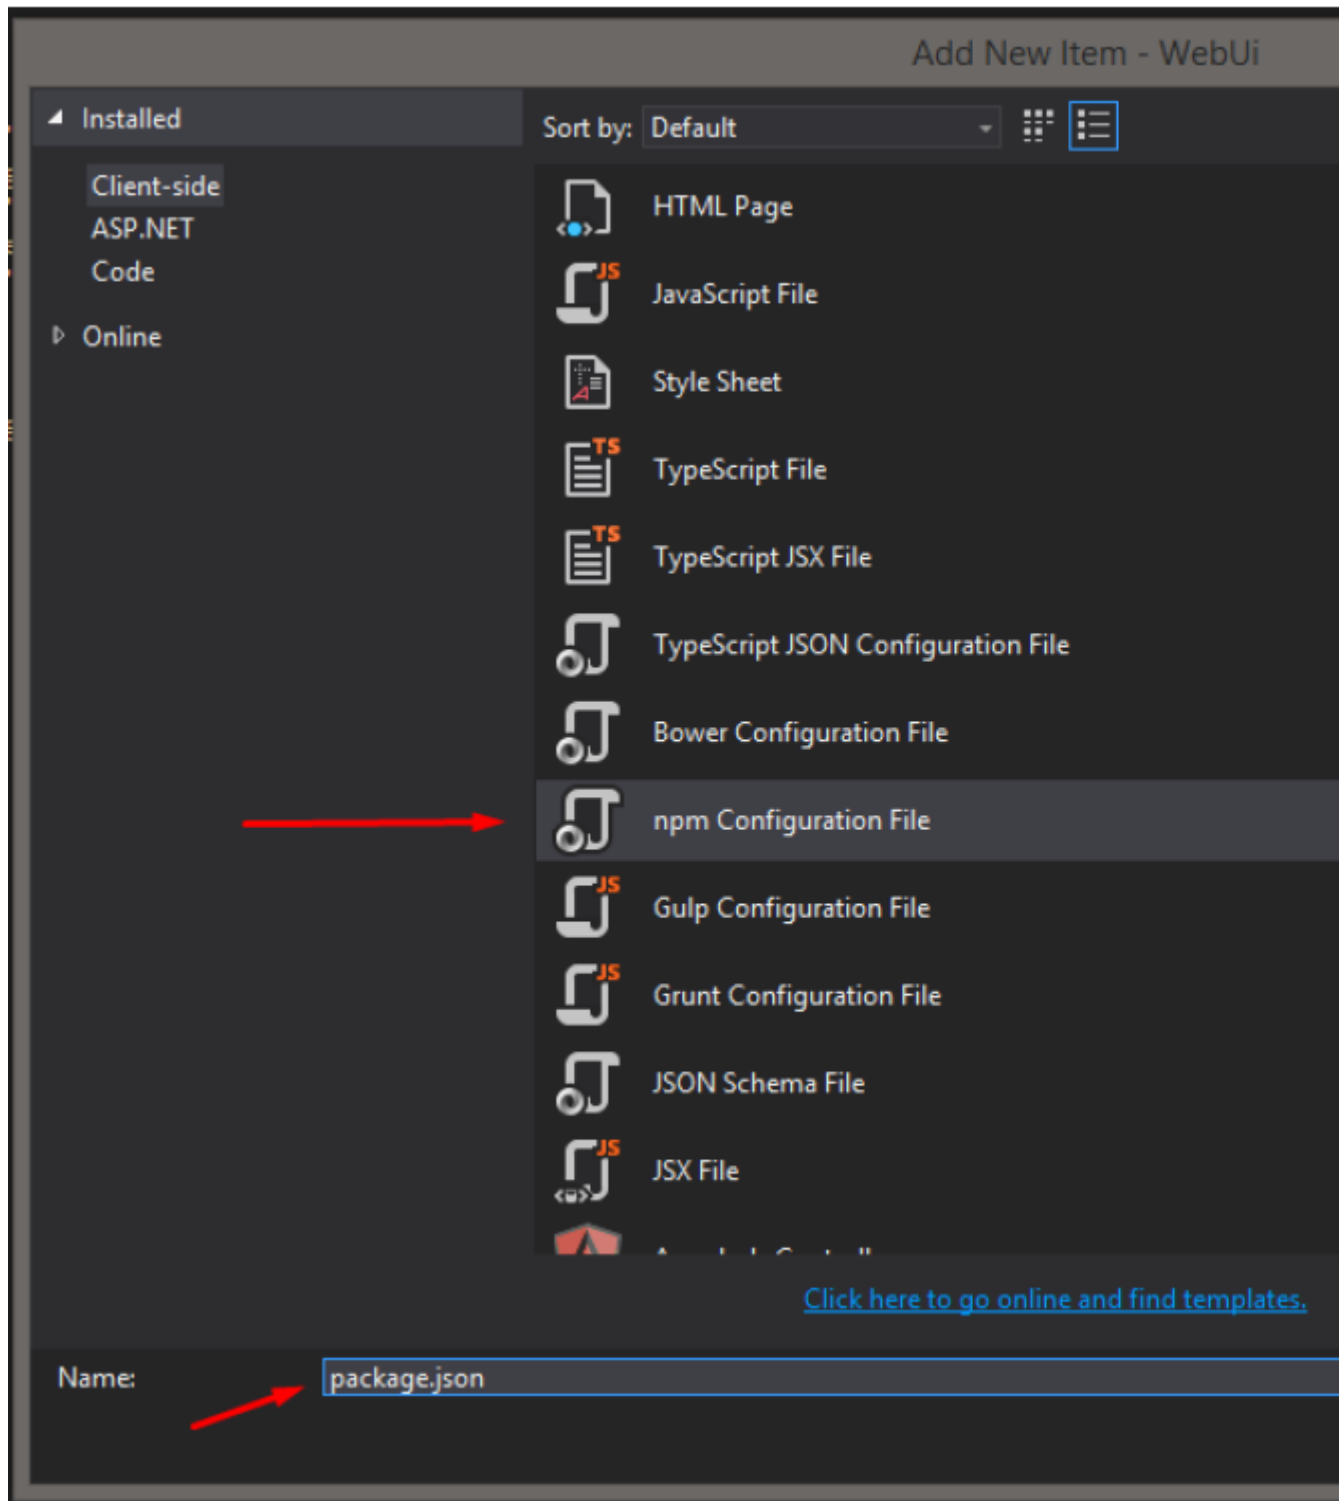 Add New Item - WebUi
Installed
Client-side
ASP.NET
Code
Online
Sort by: Default
HTML Page
JS
JavaScript File
Style Sheet
TS
TypeScript File
TS
TypeScript JSX File
TypeScript JSON Configuration File
Bower Configuration File
npm Configuration File
JS
Gulp Configuration File
JS
Grunt Configuration File
JSON Schema File
JS
JSX File
Click here to go online and find templates.
Name: package.json